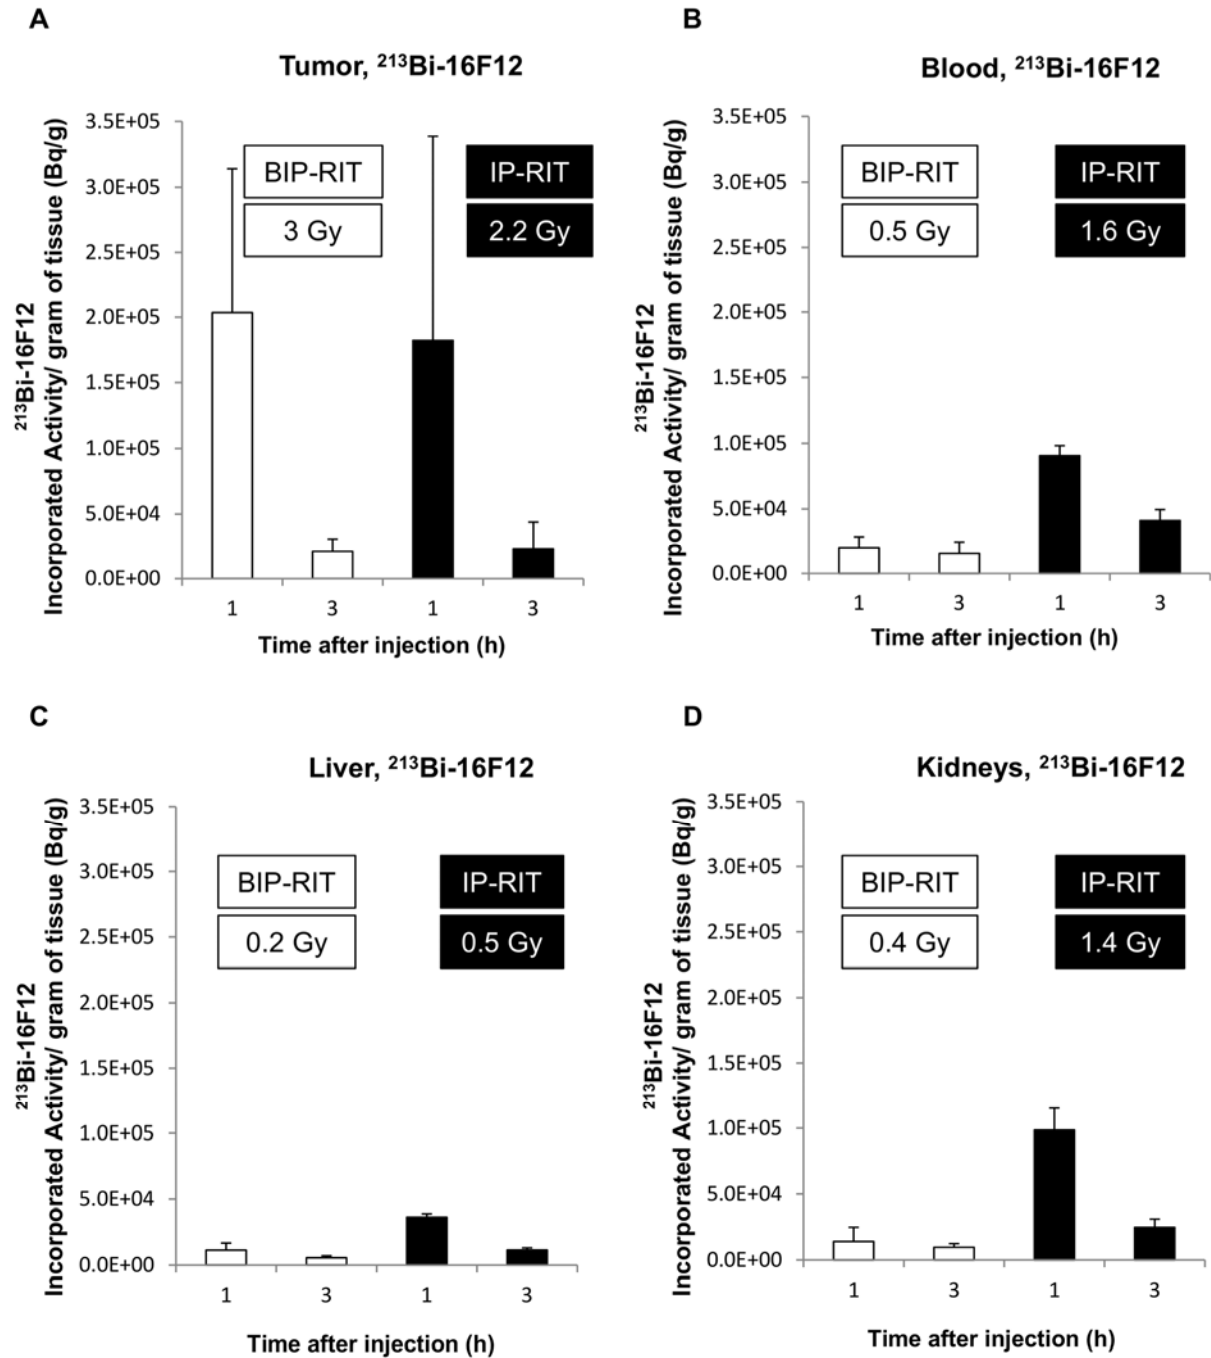 A
Tumor, ²¹³Bi-16F12
²¹³Bi-16F12
Incorporated Activity/ gram of tissue (Bq/g)
3.5E+05
3.0E+05
2.5E+05
2.0E+05
1.5E+05
1.0E+05
5.0E+04
0.0E+00
BIP-RIT
3 Gy
IP-RIT
2.2 Gy
1 3 1 3
Time after injection (h)
B
Blood, ²¹³Bi-16F12
²¹³Bi-16F12
Incorporated Activity/ gram of tissue (Bq/g)
3.5E+05
3.0E+05
2.5E+05
2.0E+05
1.5E+05
1.0E+05
5.0E+04
0.0E+00
BIP-RIT
0.5 Gy
IP-RIT
1.6 Gy
1 3 1 3
Time after injection (h)
C
Liver, ²¹³Bi-16F12
²¹³Bi-16F12
Incorporated Activity/ gram of tissue (Bq/g)
3.5E+05
3.0E+05
2.5E+05
2.0E+05
1.5E+05
1.0E+05
5.0E+04
0.0E+00
BIP-RIT
0.2 Gy
IP-RIT
0.5 Gy
1 3 1 3
Time after injection (h)
D
Kidneys, ²¹³Bi-16F12
²¹³Bi-16F12
Incorporated Activity/ gram of tissue (Bq/g)
3.5E+05
3.0E+05
2.5E+05
2.0E+05
1.5E+05
1.0E+05
5.0E+04
0.0E+00
BIP-RIT
0.4 Gy
IP-RIT
1.4 Gy
1 3 1 3
Time after injection (h)